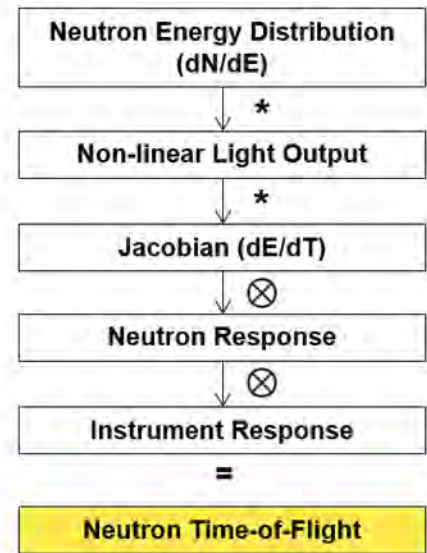 Neutron Energy Distribution
(dN/dE)
*
Non-linear Light Output
*
Jacobian (dE/dT)
⊗
Neutron Response
⊗
Instrument Response
=
Neutron Time-of-Flight